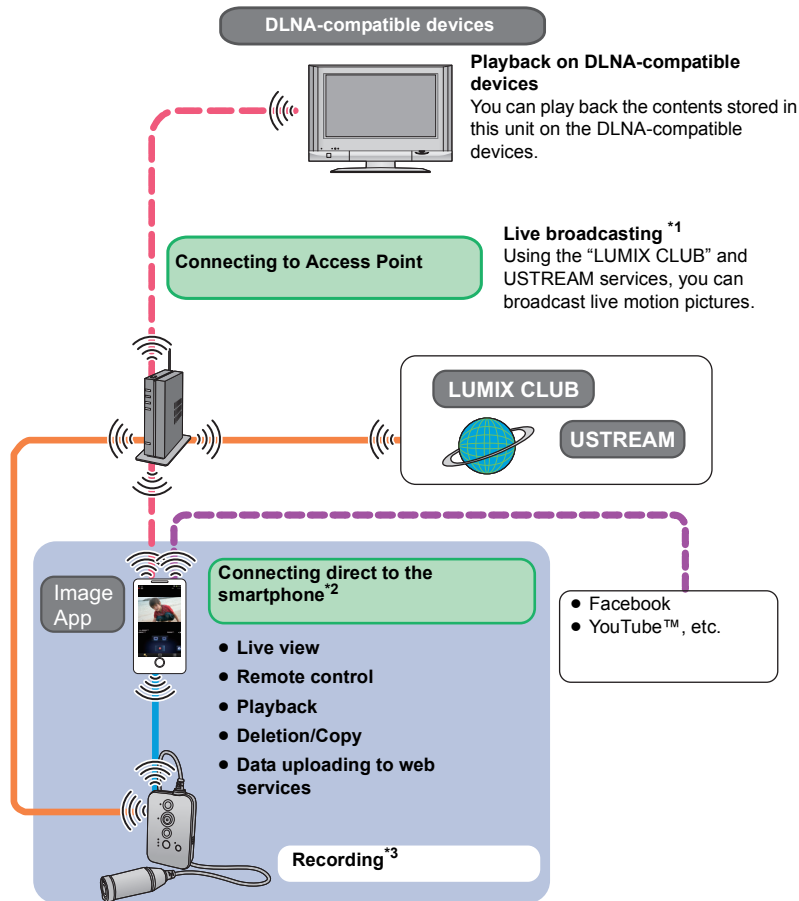 DLNA-compatible devices
Playback on DLNA-compatible
devices
You can play back the contents stored in
this unit on the DLNA-compatible
devices.
Connecting to Access Point
Live broadcasting *1
Using the “LUMIX CLUB” and
USTREAM services, you can
broadcast live motion pictures.
LUMIX CLUB
USTREAM
Image
App
Connecting direct to the
smartphone*2
● Live view
● Remote control
● Playback
● Deletion/Copy
● Data uploading to web
services
● Facebook
● YouTube™, etc.
Recording*3